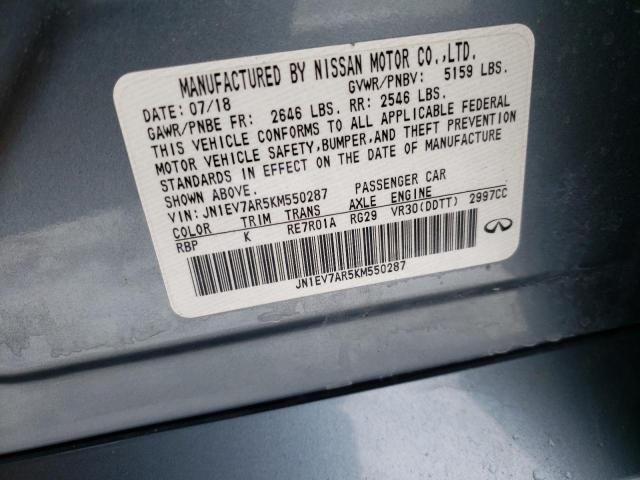 MANUFACTURED BY NISSAN MOTOR CO.,LTD.
DATE: 07/18 GVWR/PNBV: 5159 LBS.
GAWR/PNBE FR: 2646 LBS. RR: 2546 LBS.
THIS VEHICLE CONFORMS TO ALL APPLICABLE FEDERAL
MOTOR VEHICLE SAFETY, BUMPER, AND THEFT PREVENTION
STANDARDS IN EFFECT ON THE DATE OF MANUFACTURE
SHOWN ABOVE.
VIN: JN1EV7AR5KM550287 PASSENGER CAR
COLOR TRIM TRANS AXLE ENGINE
RBP K RE7R01A RG29 VR30(DDTT) 2997CC
JN1EV7AR5KM550287